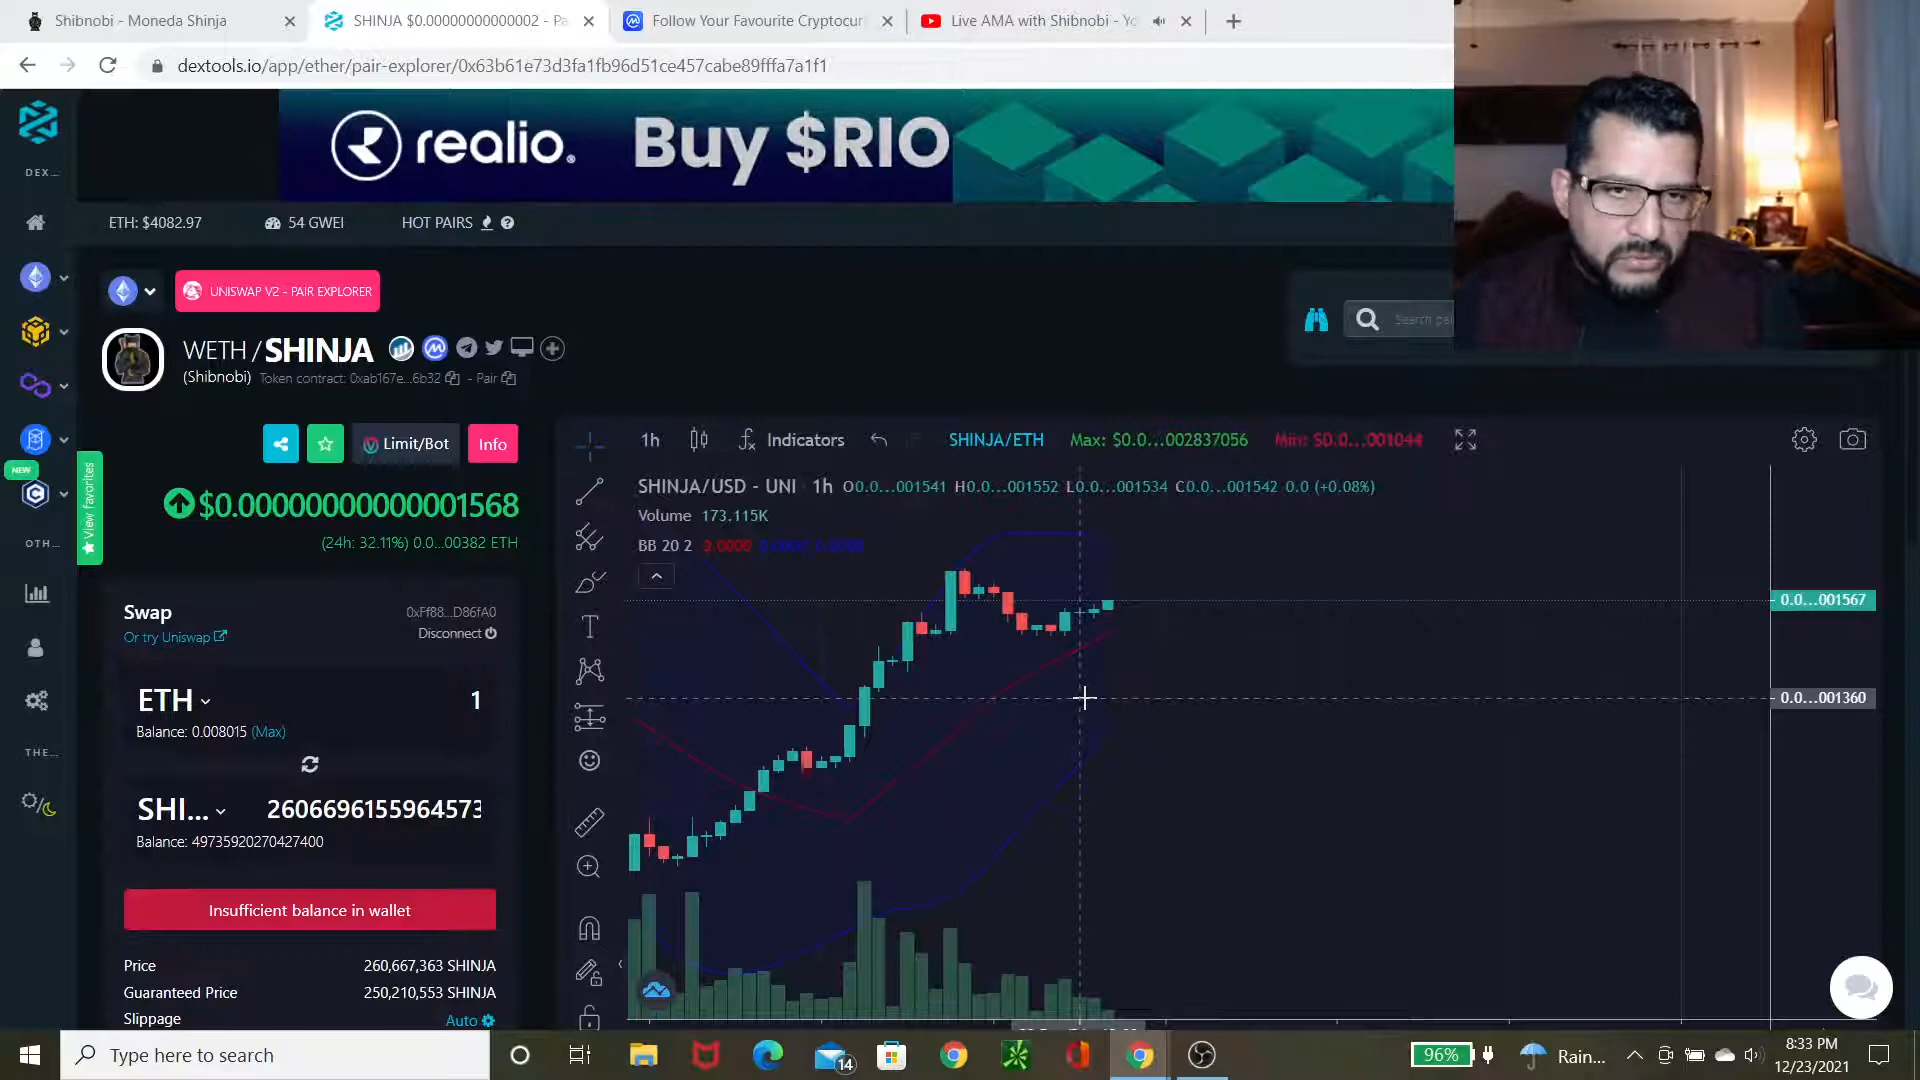 Shibnobi - Moneda Shinja
SHINJA $0.00000000000002 - Pa
Follow Your Favourite Cryptocur
Live AMA with Shibnobi - Yo
dextools.io/app/ether/pair-explorer/0x63b61e73d3fa1fb96d51ce457cabe89fffa7a1f1
realio. Buy $RIO
DEX...
ETH: $4082.97 54 GWEI HOT PAIRS
UNISWAP V2 - PAIR EXPLORER
Search pai
WETH / SHINJA
(Shibnobi) Token contract: 0xab167e...6b32 - Pair
Limit/Bot Info
NEW
View favorites
$0.00000000000001568
(24h: 32.11%) 0.0...00382 ETH
OTH...
1h Indicators SHINJA/ETH Max: $0.0...002837056 Min: $0.0...001044
SHINJA/USD - UNI 1h O0.0...001541 H0.0...001552 L0.0...001534 C0.0...001542 0.0 (+0.08%)
Volume 173.115K
BB 20 2 0.0000 0.0000 0.0000
0.0...001567
0.0...001360
Swap 0xFf88...D86fA0
Or try Uniswap Disconnect
ETH 1
Balance: 0.008015 (Max)
THE...
SHI... 2606696155964573
Balance: 49735920270427400
Insufficient balance in wallet
Price 260,667,363 SHINJA
Guaranteed Price 250,210,553 SHINJA
Slippage Auto
Type here to search
14
96%
Rain...
8:33 PM
12/23/2021